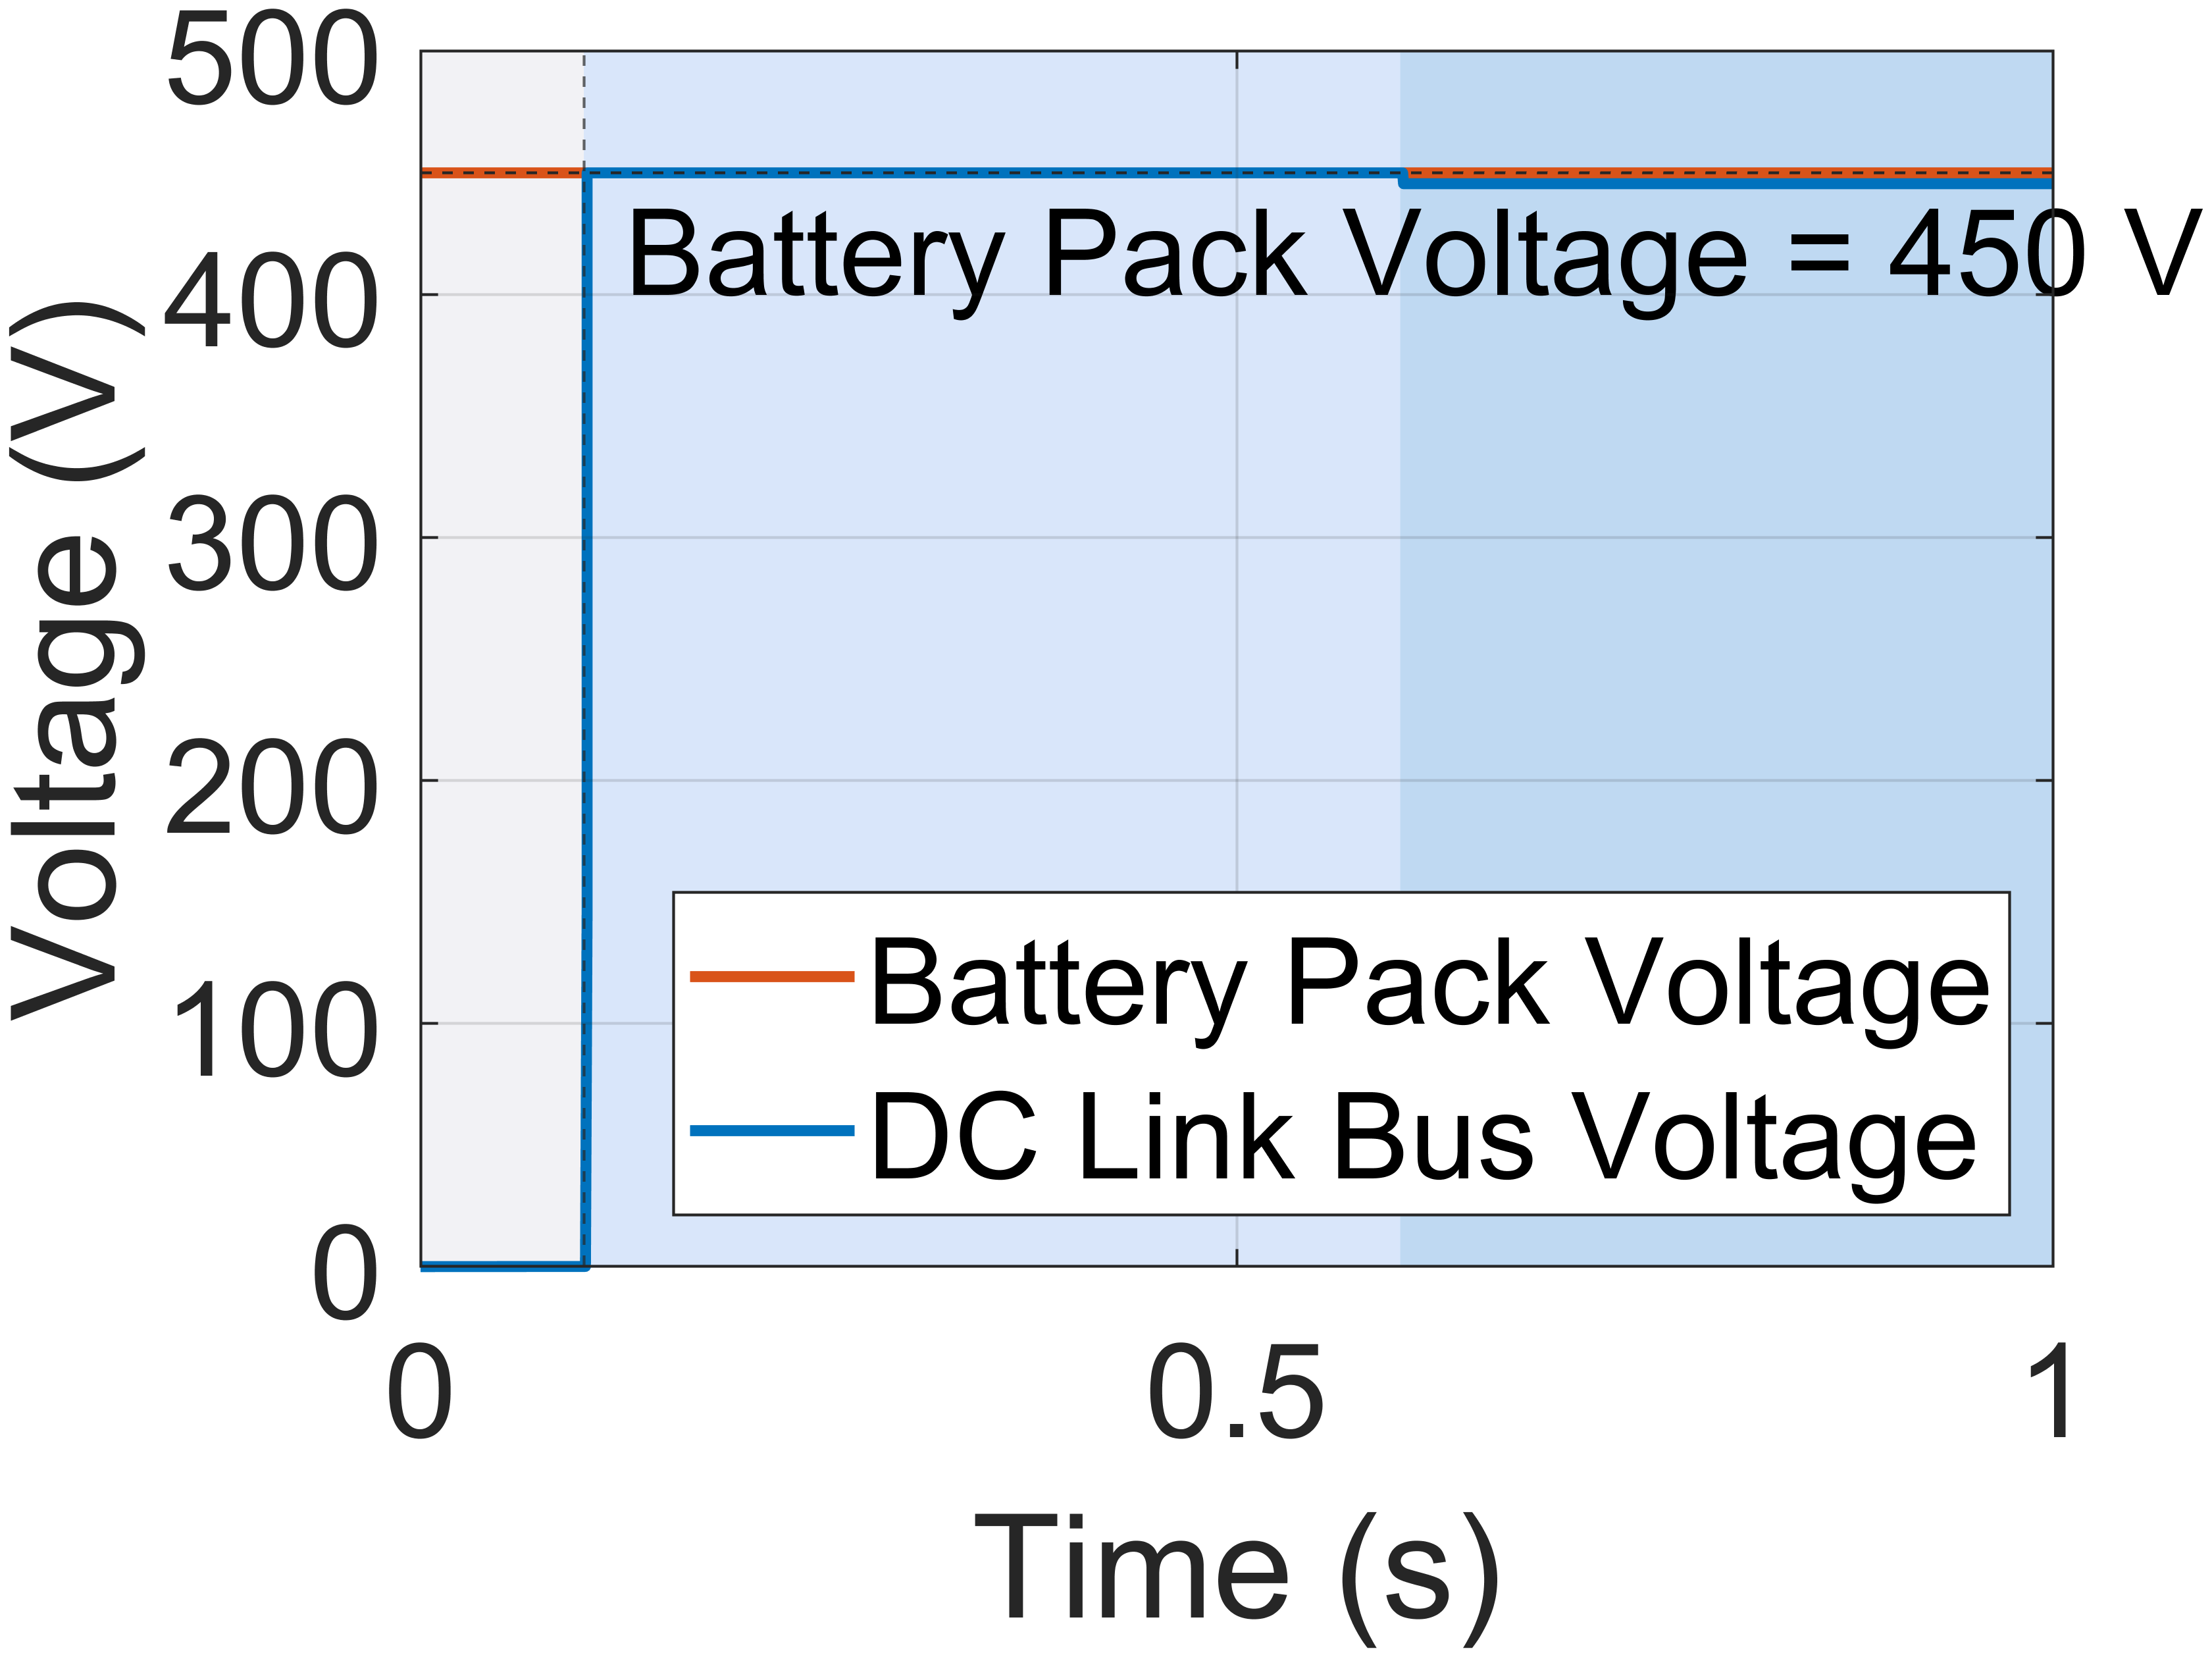 500
400
300
200
100
0
Voltage (V)
Battery Pack Voltage = 450 V
Battery Pack Voltage
DC Link Bus Voltage
0
0.5
1
Time (s)